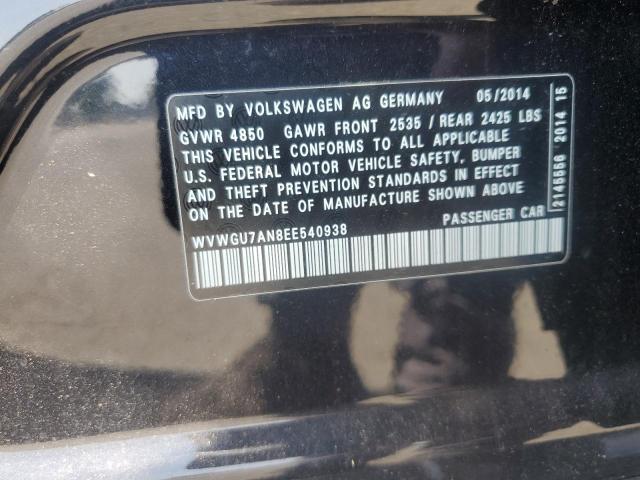 MFD BY VOLKSWAGEN AG GERMANY 05/2014
GVWR 4850 GAWR FRONT 2535 / REAR 2425 LBS
THIS VEHICLE CONFORMS TO ALL APPLICABLE
U.S. FEDERAL MOTOR VEHICLE SAFETY, BUMPER
AND THEFT PREVENTION STANDARDS IN EFFECT
ON THE DATE OF MANUFACTURE SHOWN ABOVE
PASSENGER CAR
WVWGU7AN8EE540938
2145556 2014 15